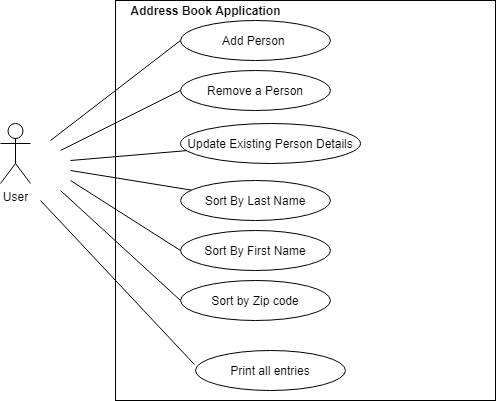 Address Book Application
Add Person
Remove a Person
Update Existing Person Details
User
Sort By Last Name
Sort By First Name
Sort by Zip code
Print all entries